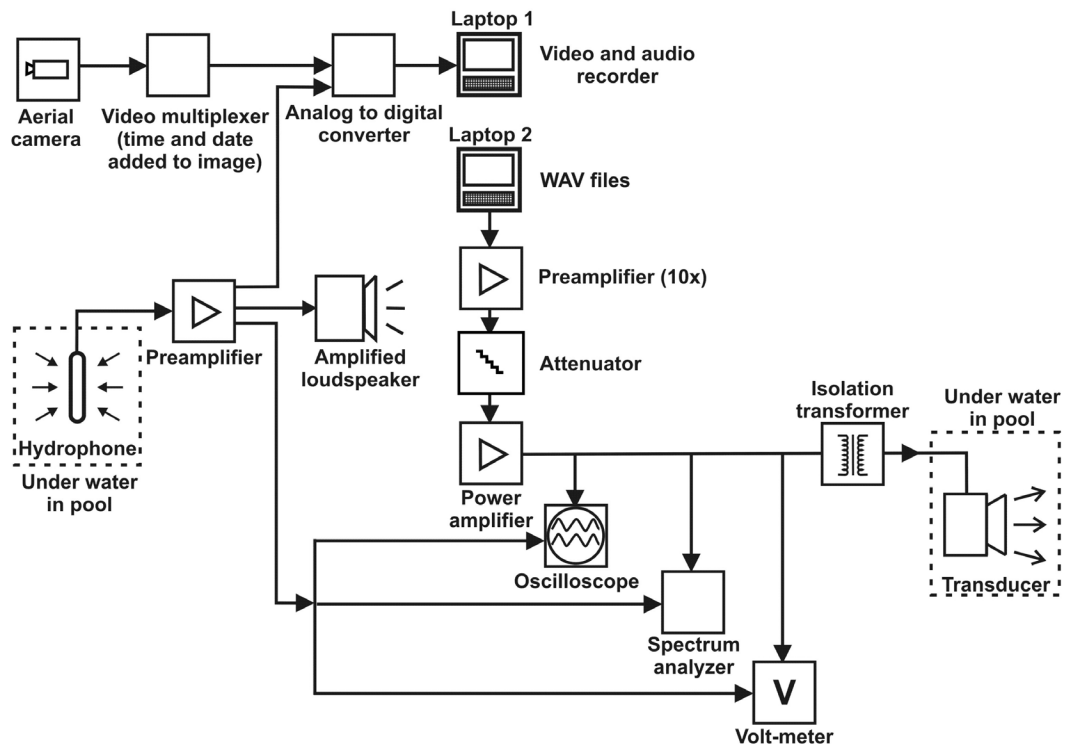 Laptop 1
Video and audio
recorder
Aerial
camera
Video multiplexer
(time and date
added to image)
Analog to digital
converter
Laptop 2
WAV files
Preamplifier (10x)
Preamplifier
Amplified
loudspeaker
Attenuator
Hydrophone
Under water
in pool
Power
amplifier
Isolation
transformer
Under water
in pool
Transducer
Oscilloscope
Spectrum
analyzer
V
Volt-meter